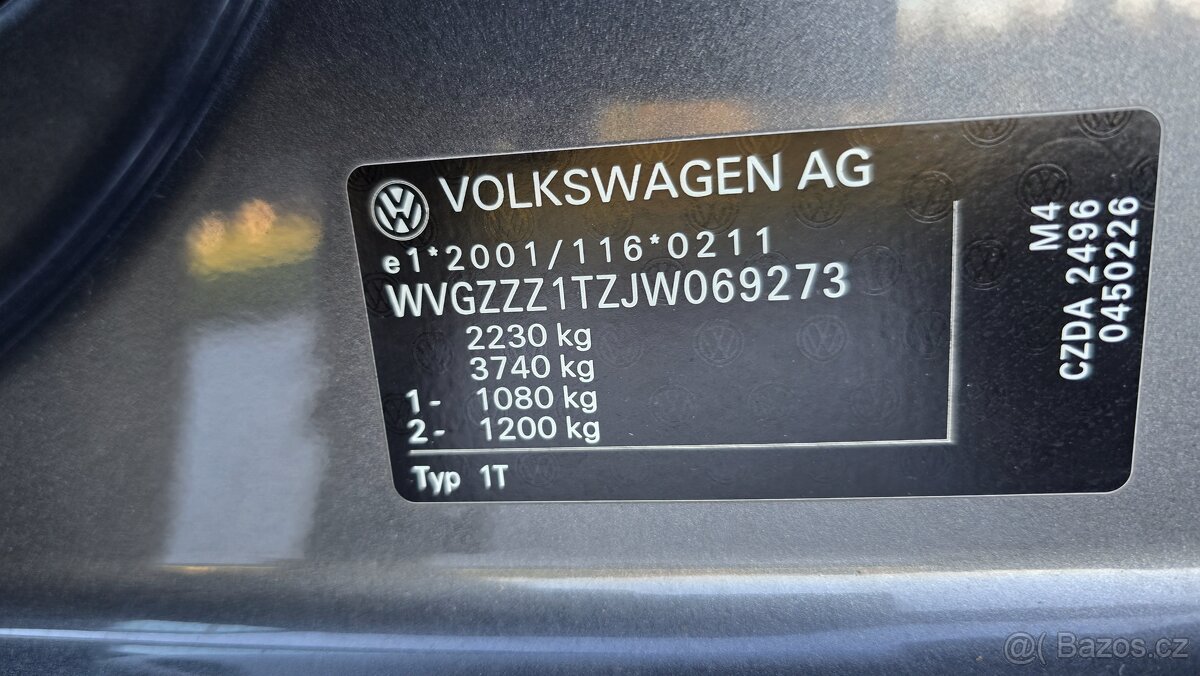 VOLKSWAGEN AG
e1*2001/116*0211
WVGZZZ1TZJW069273
2230 kg
3740 kg
1- 1080 kg
2- 1200 kg
Typ 1T
M4
CZDA 2496
0450226
@( Bazos.cz